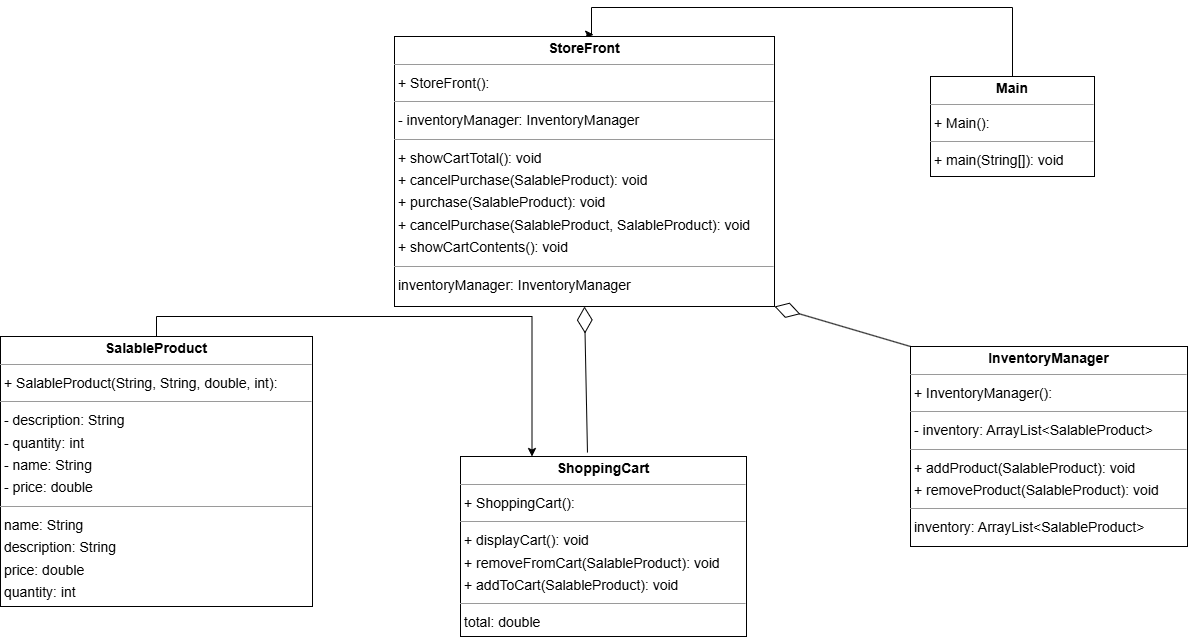 StoreFront
+ StoreFront():
- inventoryManager: InventoryManager
+ showCartTotal(): void
+ cancelPurchase(SalableProduct): void
+ purchase(SalableProduct): void
+ cancelPurchase(SalableProduct, SalableProduct): void
+ showCartContents(): void
inventoryManager: InventoryManager
Main
+ Main():
+ main(String[]): void
SalableProduct
+ SalableProduct(String, String, double, int):
- description: String
- quantity: int
- name: String
- price: double
name: String
description: String
price: double
quantity: int
ShoppingCart
+ ShoppingCart():
+ displayCart(): void
+ removeFromCart(SalableProduct): void
+ addToCart(SalableProduct): void
total: double
InventoryManager
+ InventoryManager():
- inventory: ArrayList<SalableProduct>
+ addProduct(SalableProduct): void
+ removeProduct(SalableProduct): void
inventory: ArrayList<SalableProduct>